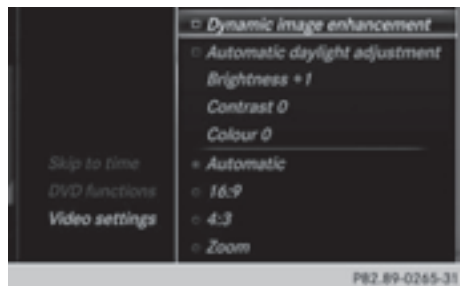 Dynamic image enhancement
Automatic daylight adjustment
Brightness +1
Contrast 0
Colour 0
Skip to time
Automatic
DVD functions
16:9
Video settings
4:3
Zoom
P82.89-0265-31